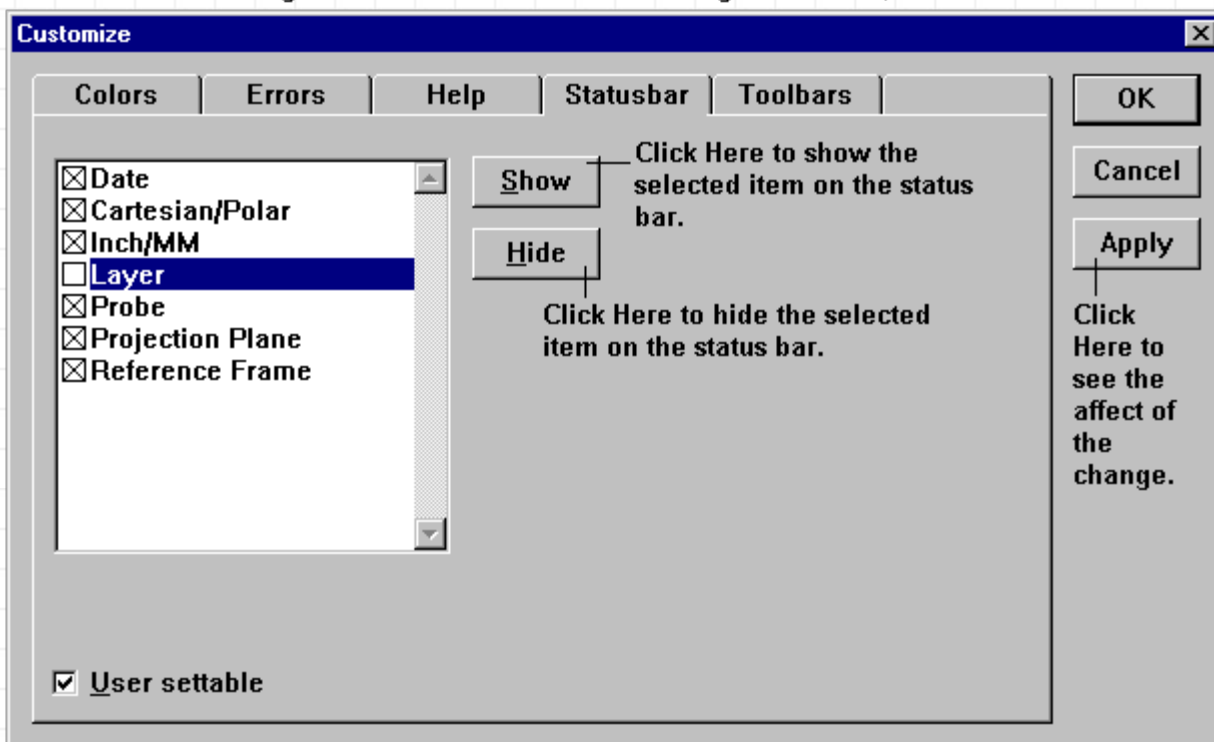 Customize
Colors Errors Help Statusbar Toolbars
Date
Cartesian/Polar
Inch/MM
Layer
Probe
Projection Plane
Reference Frame
Show
Click Here to show the
selected item on the status
bar.
Hide
Click Here to hide the selected
item on the status bar.
User settable
OK
Cancel
Apply
Click
Here to
see the
affect of
the
change.